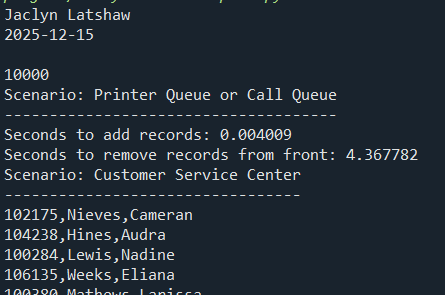 Jaclyn Latshaw
2025-12-15
10000
Scenario: Printer Queue or Call Queue
-------------------------------------
Seconds to add records: 0.004009
Seconds to remove records from front: 4.367782
Scenario: Customer Service Center
---------------------------------
102175,Nieves,Cameran
104238,Hines,Audra
100284,Lewis,Nadine
106135,Weeks,Eliana
100380,Mathews,Larissa